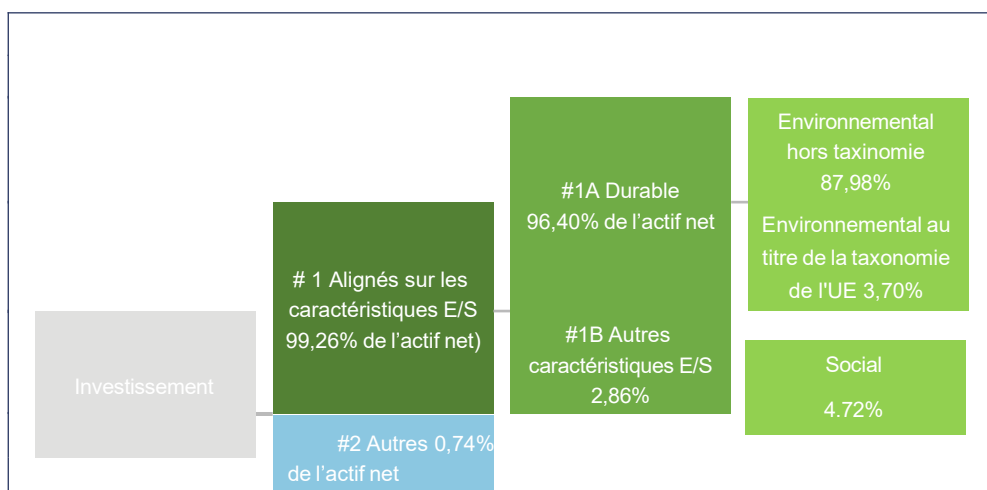 Investissement
# 1 Alignés sur les
caractéristiques E/S
99,26% de l’actif net)
#2 Autres 0,74%
de l’actif net
#1A Durable
96,40% de l’actif net
#1B Autres
caractéristiques E/S
2,86%
Environnemental
hors taxinomie
87,98%
Environnemental au
titre de la taxonomie
de l'UE 3,70%
Social
4.72%